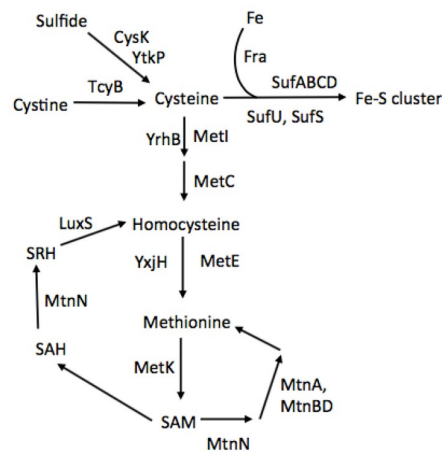 Sulfide
Fe
CysK
YtkP
Fra
TcyB
SufABCD
Cystine
Cysteine
Fe-S cluster
SufU, SufS
YrhB
MetI
MetC
LuxS
Homocysteine
SRH
YxjH
MetE
MtnN
Methionine
SAH
MetK
MtnA,
MtnBD
SAM
MtnN